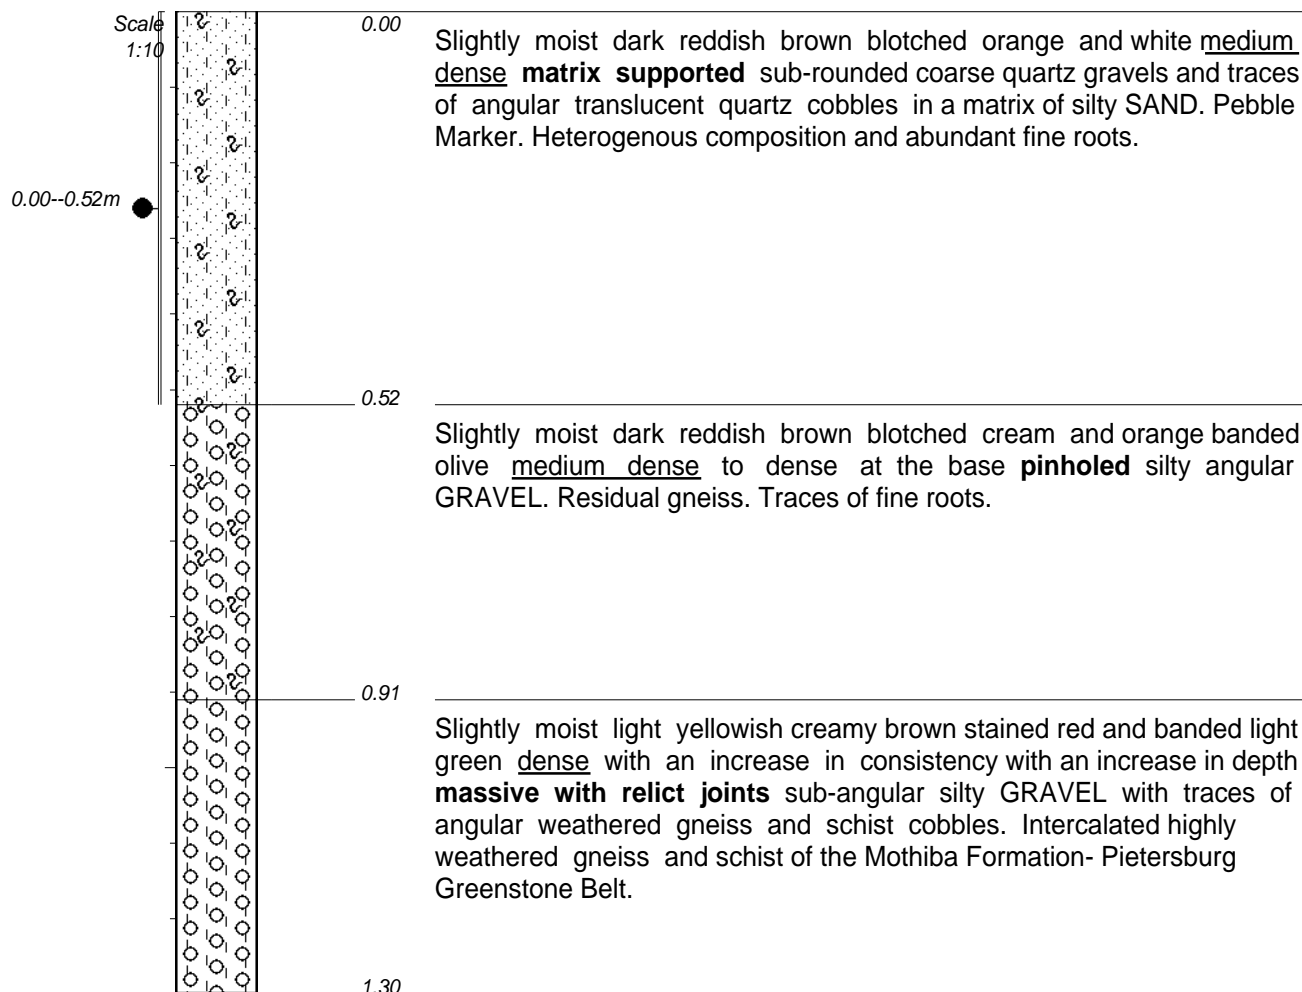 Scale
1:10
0.00
Slightly moist dark reddish brown blotched orange and white medium
dense matrix supported sub-rounded coarse quartz gravels and traces
of angular translucent quartz cobbles in a matrix of silty SAND. Pebble
Marker. Heterogenous composition and abundant fine roots.
0.00--0.52m
0.52
Slightly moist dark reddish brown blotched cream and orange banded
olive medium dense to dense at the base pinholed silty angular
GRAVEL. Residual gneiss. Traces of fine roots.
0.91
Slightly moist light yellowish creamy brown stained red and banded light
green dense with an increase in consistency with an increase in depth
massive with relict joints sub-angular silty GRAVEL with traces of
angular weathered gneiss and schist cobbles. Intercalated highly
weathered gneiss and schist of the Mothiba Formation- Pietersburg
Greenstone Belt.
1.30